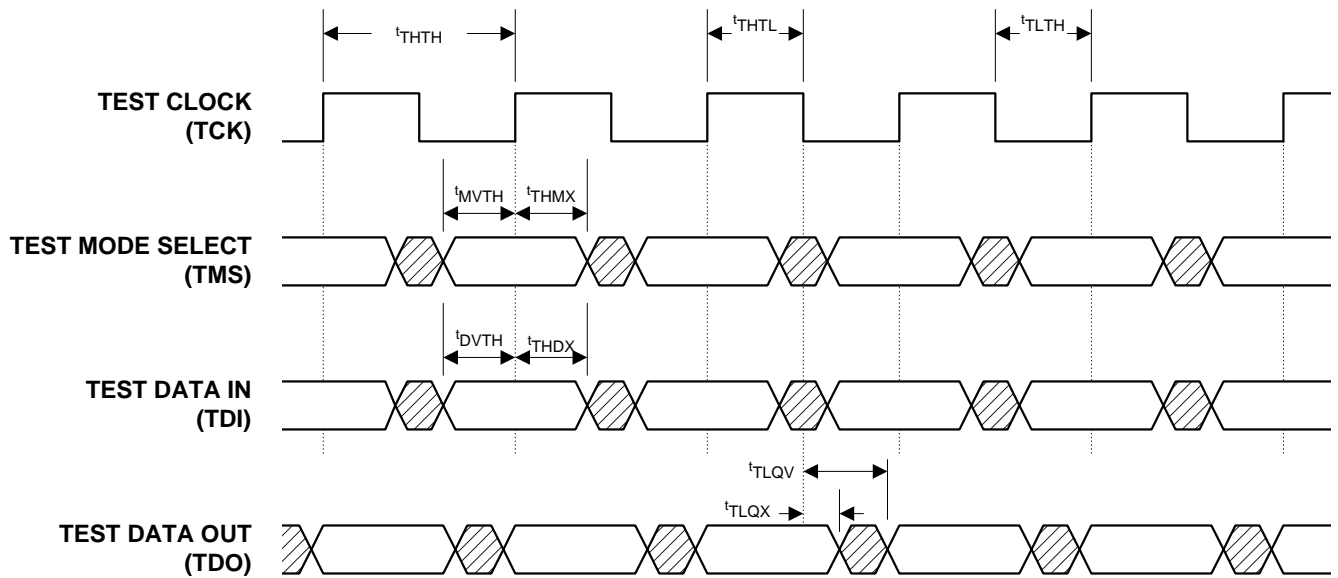 tTHTH
tTHTL
tTLTH
TEST CLOCK
(TCK)
tMVTH
tTHMX
TEST MODE SELECT
(TMS)
tDVTH
tTHDX
TEST DATA IN
(TDI)
tTLQV
tTLQX
TEST DATA OUT
(TDO)